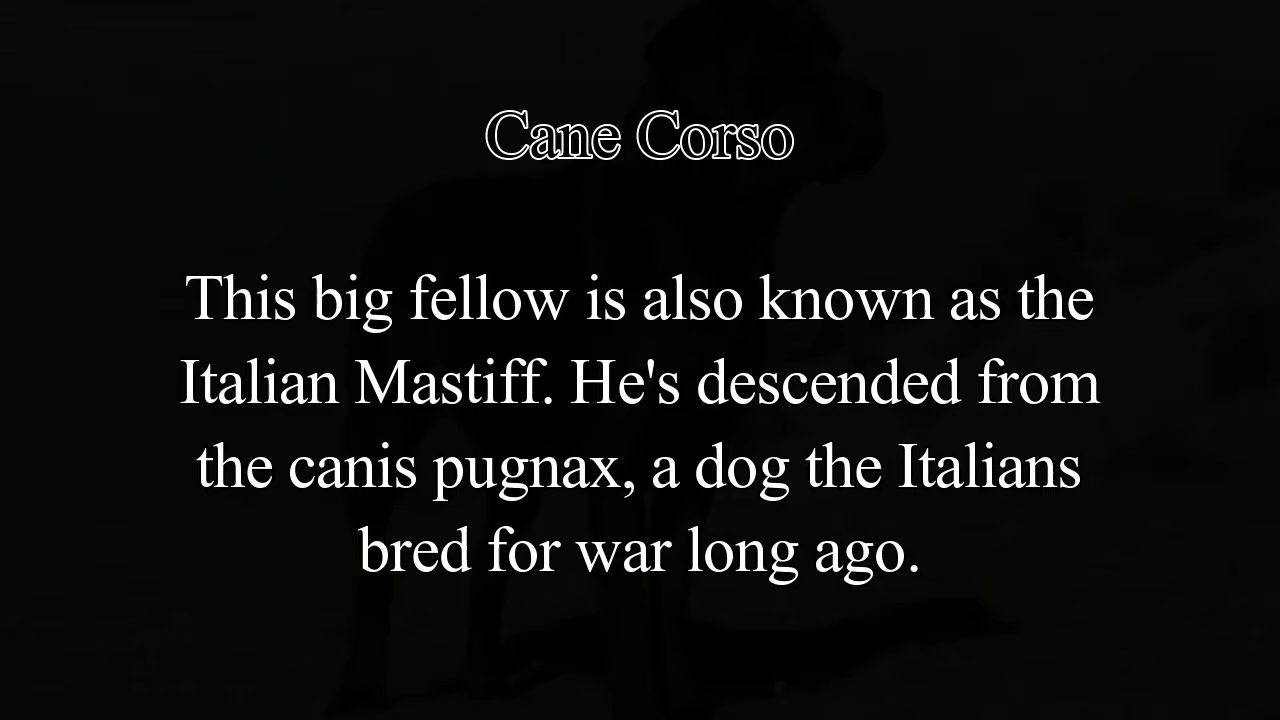 Cane Corso
This big fellow is also known as the
Italian Mastiff. He's descended from
the canis pugnax, a dog the Italians
bred for war long ago.